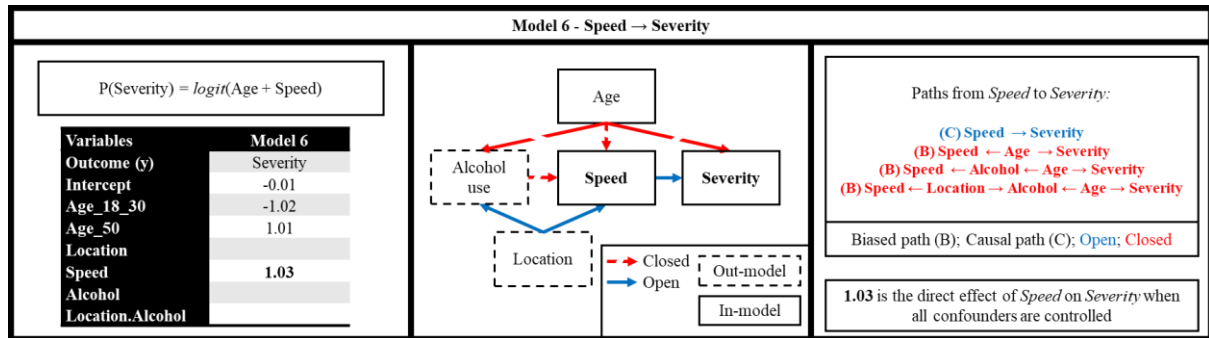 Model 6 - Speed → Severity
P(Severity) = logit(Age + Speed)
Variables Model 6
Outcome (y) Severity
Intercept -0.01
Age_18_30 -1.02
Age_50 1.01
Location
Speed 1.03
Alcohol
Location.Alcohol
Age
Alcohol
use
Speed
Severity
Location
Closed
Open
Out-model
In-model
Paths from Speed to Severity:
(C) Speed → Severity
(B) Speed ← Age → Severity
(B) Speed ← Alcohol ← Age → Severity
(B) Speed ← Location → Alcohol ← Age → Severity
Biased path (B); Causal path (C); Open; Closed
1.03 is the direct effect of Speed on Severity when
all confounders are controlled